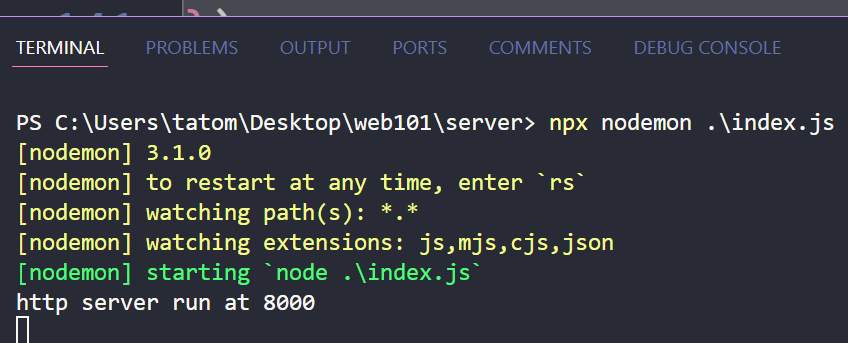 TERMINAL PROBLEMS OUTPUT PORTS COMMENTS DEBUG CONSOLE
PS C:\Users\tatom\Desktop\web101\server> npx nodemon .\index.js
[nodemon] 3.1.0
[nodemon] to restart at any time, enter `rs`
[nodemon] watching path(s): *.*
[nodemon] watching extensions: js,mjs,cjs,json
[nodemon] starting `node .\index.js`
http server run at 8000